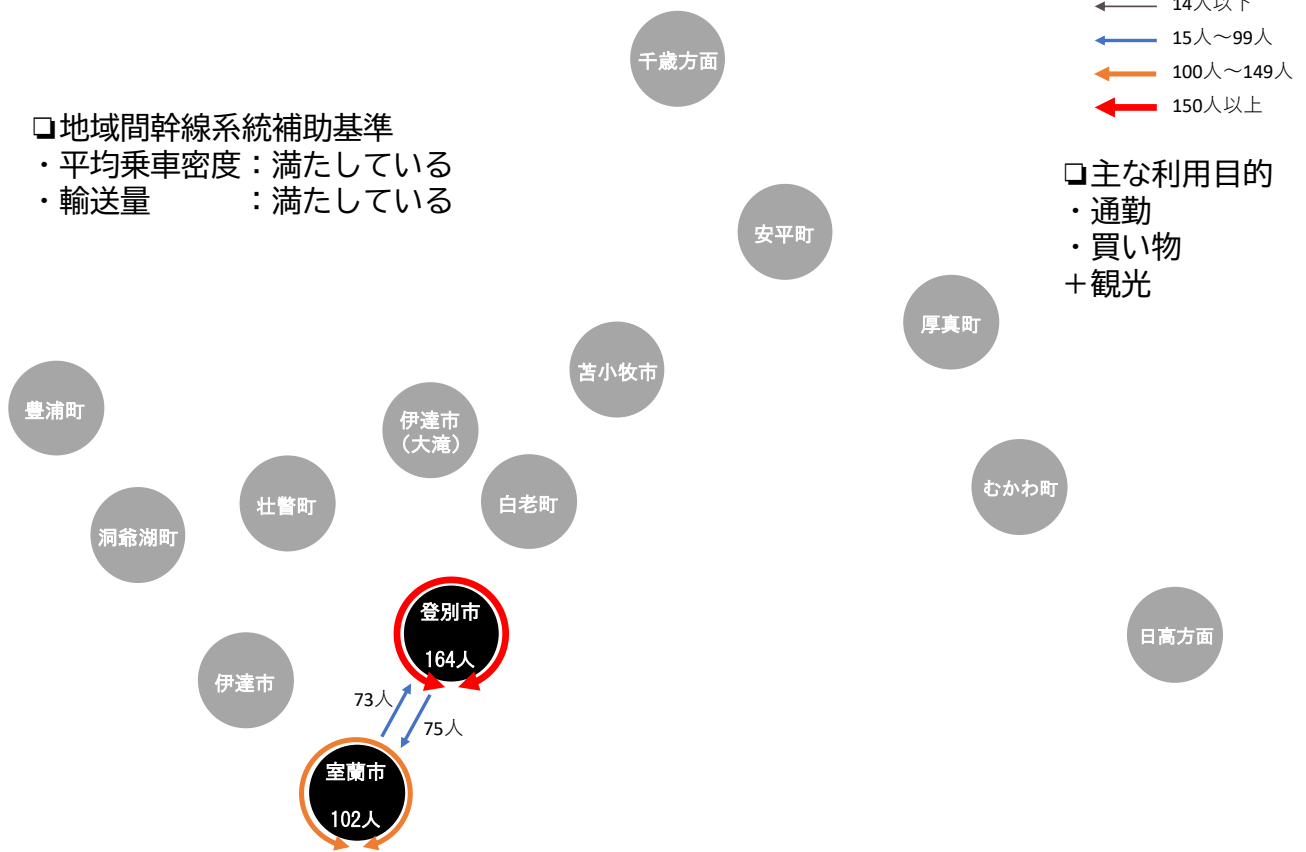 14人以下
15人～99人
100人～149人
150人以上
❏地域間幹線系統補助基準
・平均乗車密度：満たしている
・輸送量　　　：満たしている
❏主な利用目的
・通勤
・買い物
＋観光
千歳方面
安平町
厚真町
苫小牧市
豊浦町
伊達市
（大滝）
壮瞥町
白老町
むかわ町
洞爺湖町
登別市
164人
日高方面
伊達市
73人
75人
室蘭市
102人